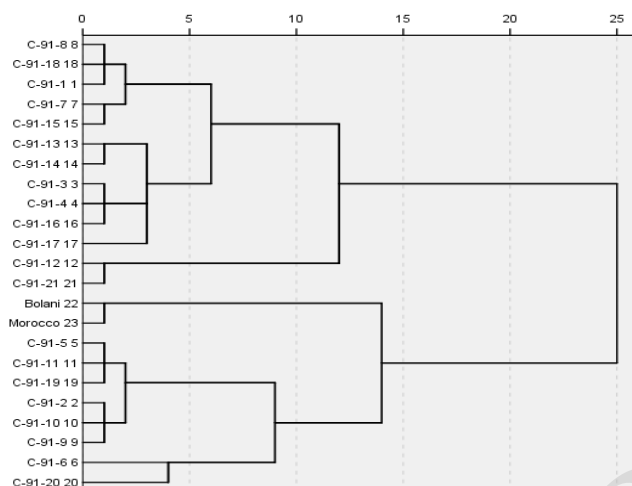 0 5 10 15 20 25
C-91-8 8
C-91-18 18
C-91-1 1
C-91-7 7
C-91-15 15
C-91-13 13
C-91-14 14
C-91-3 3
C-91-4 4
C-91-16 16
C-91-17 17
C-91-12 12
C-91-21 21
Bolani 22
Morocco 23
C-91-5 5
C-91-11 11
C-91-19 19
C-91-2 2
C-91-10 10
C-91-9 9
C-91-6 6
C-91-20 20